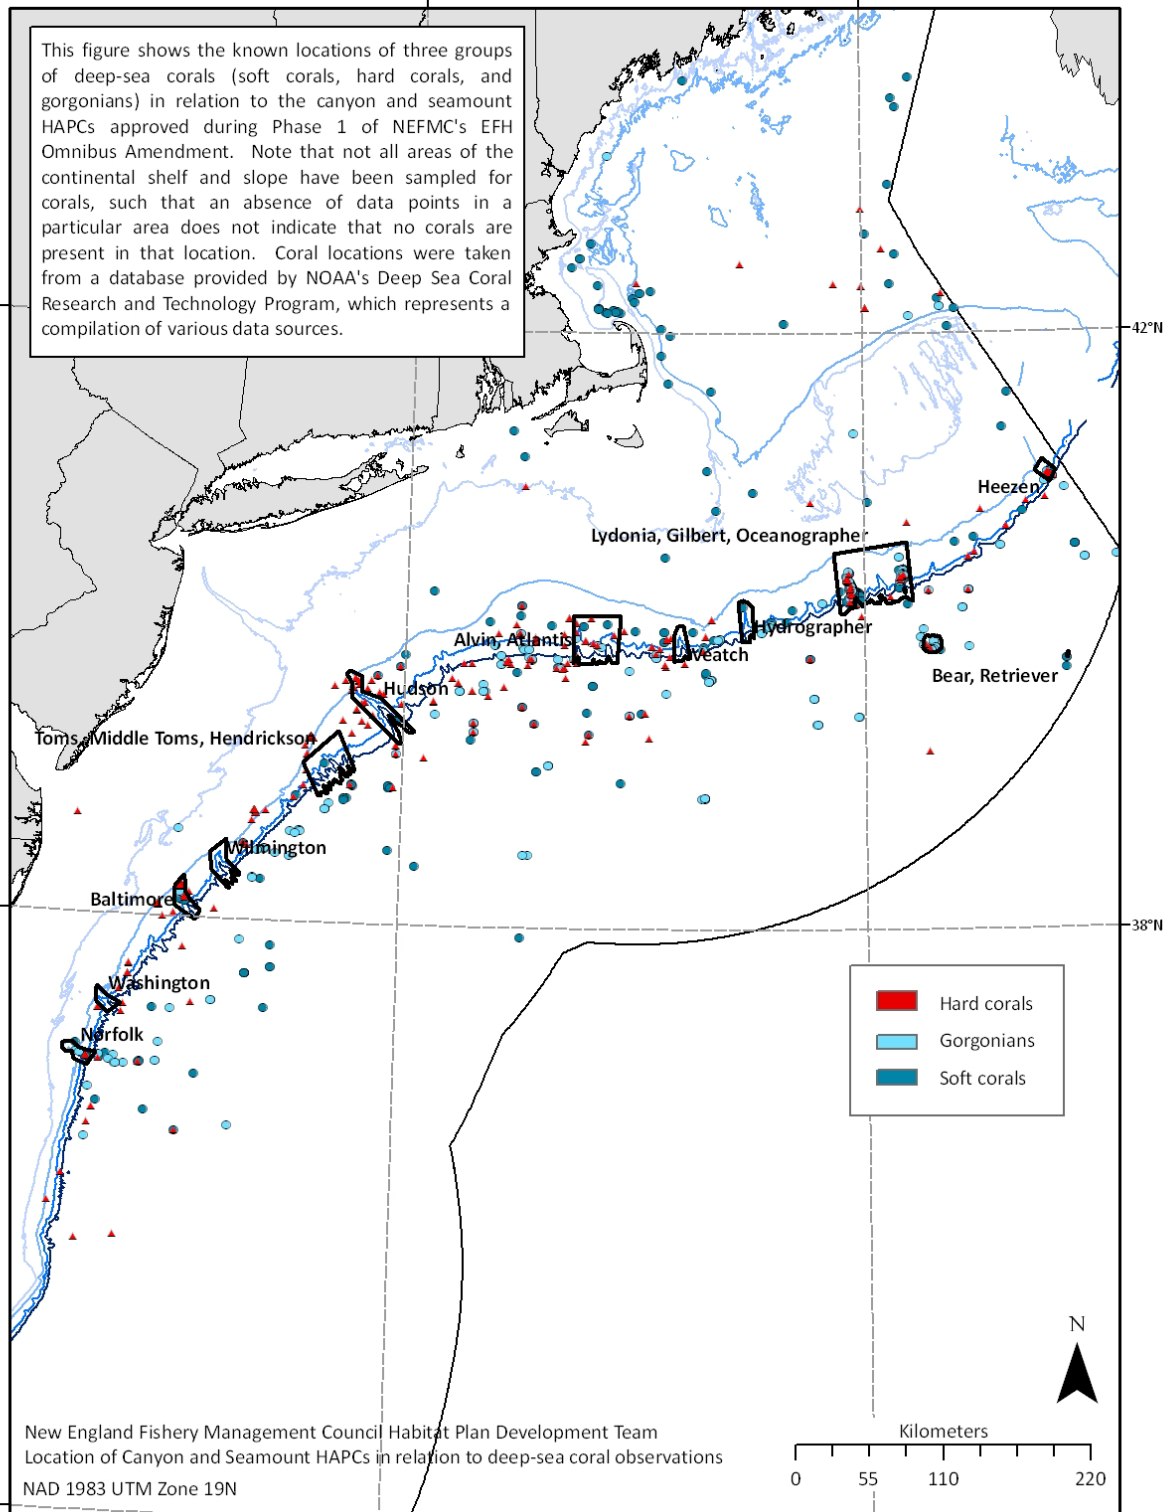 This figure shows the known locations of three groups
of deep-sea corals (soft corals, hard corals, and
gorgonians) in relation to the canyon and seamount
HAPCs approved during Phase 1 of NEFMC's EFH
Omnibus Amendment. Note that not all areas of the
continental shelf and slope have been sampled for
corals, such that an absence of data points in a
particular area does not indicate that no corals are
present in that location. Coral locations were taken
from a database provided by NOAA's Deep Sea Coral
Research and Technology Program, which represents a
compilation of various data sources.
42°N
Heezen
Lydonia, Gilbert, Oceanographer
Hydrographer
Alvin, Atlantis
Veatch
Bear, Retriever
Hudson
Toms, Middle Toms, Hendrickson
Wilmington
Baltimore
38°N
Washington
Norfolk
Hard corals
Gorgonians
Soft corals
N
New England Fishery Management Council Habitat Plan Development Team
Location of Canyon and Seamount HAPCs in relation to deep-sea coral observations
NAD 1983 UTM Zone 19N
Kilometers
0 55 110 220